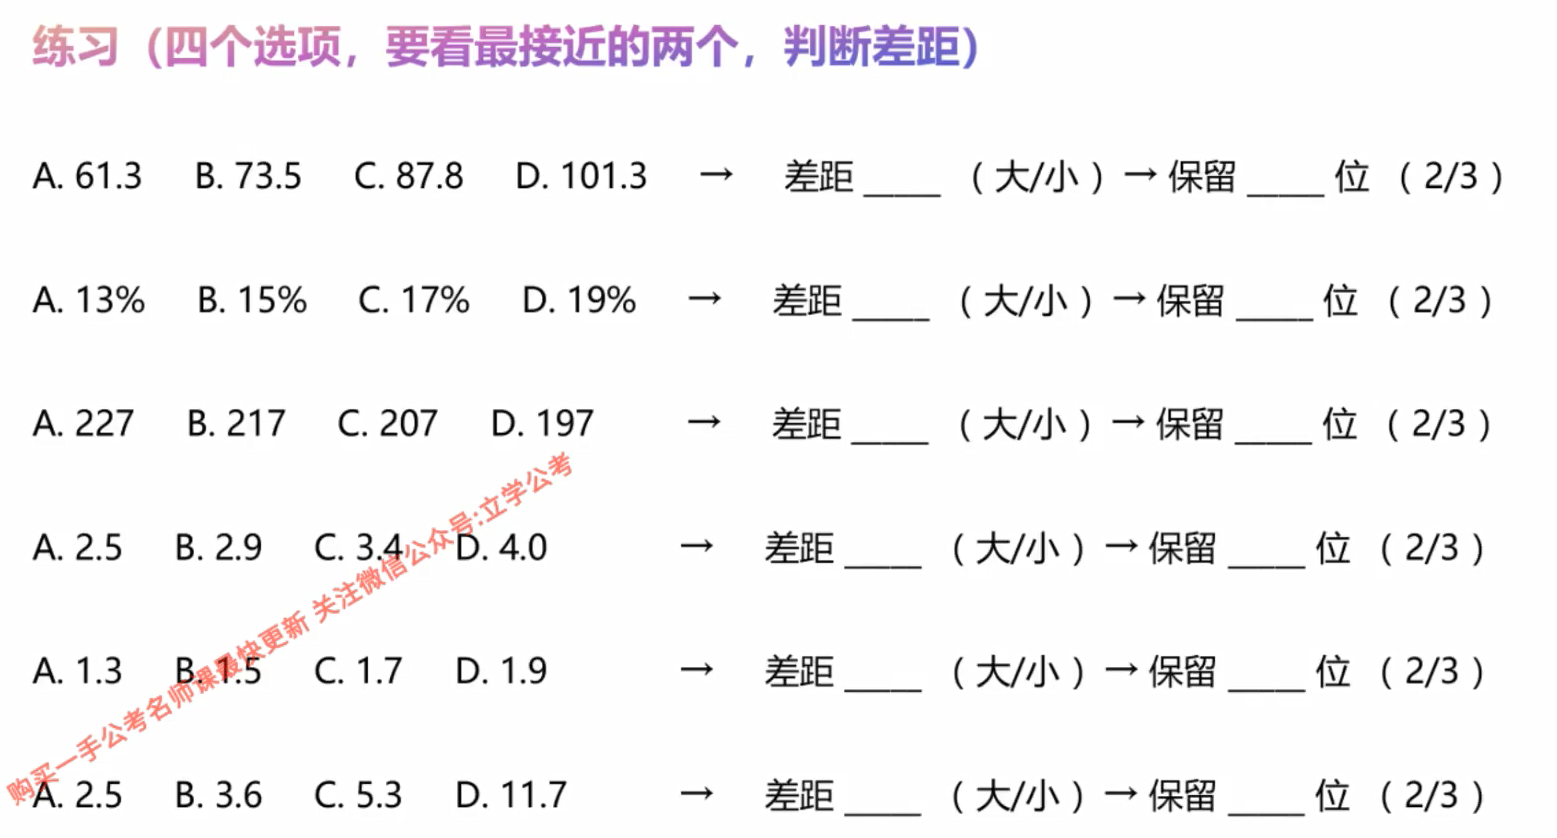 练习（四个选项，要看最接近的两个，判断差距）
A. 61.3 B. 73.5 C. 87.8 D. 101.3 → 差距 ____ （大/小）→ 保留 ____ 位 （2/3）
A. 13% B. 15% C. 17% D. 19% → 差距 ____ （大/小）→ 保留 ____ 位 （2/3）
A. 227 B. 217 C. 207 D. 197 → 差距 ____ （大/小）→ 保留 ____ 位 （2/3）
A. 2.5 B. 2.9 C. 3.4 D. 4.0 → 差距 ____ （大/小）→ 保留 ____ 位 （2/3）
A. 1.3 B. 1.5 C. 1.7 D. 1.9 → 差距 ____ （大/小）→ 保留 ____ 位 （2/3）
A. 2.5 B. 3.6 C. 5.3 D. 11.7 → 差距 ____ （大/小）→ 保留 ____ 位 （2/3）
购买一手公考名师课最快更新 关注微信公众号:立学公考